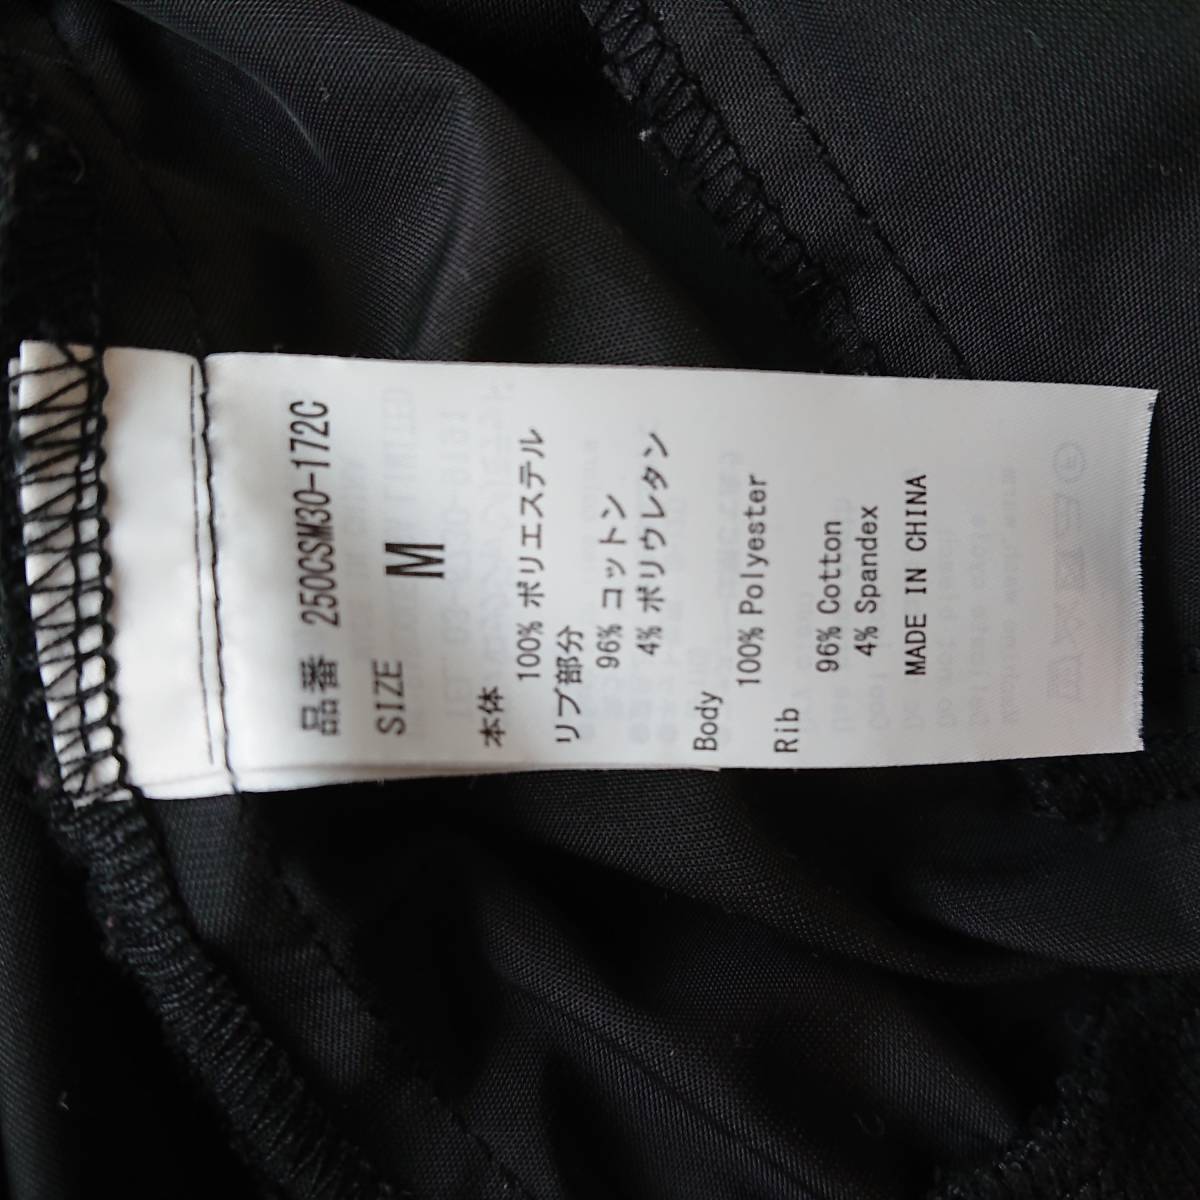 品番 250CSM30-172C
SIZE M
本体
100% ポリエステル
リブ部分
96% コットン
4% ポリウレタン
Body
100% Polyester
Rib
96% Cotton
4% Spandex
MADE IN CHINA